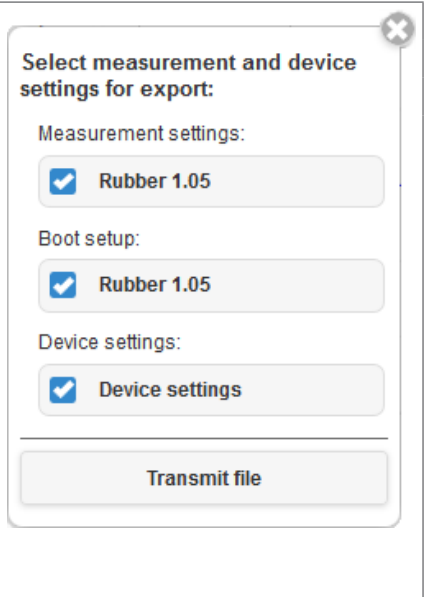 Select measurement and device
settings for export:
Measurement settings:
Rubber 1.05
Boot setup:
Rubber 1.05
Device settings:
Device settings
Transmit file